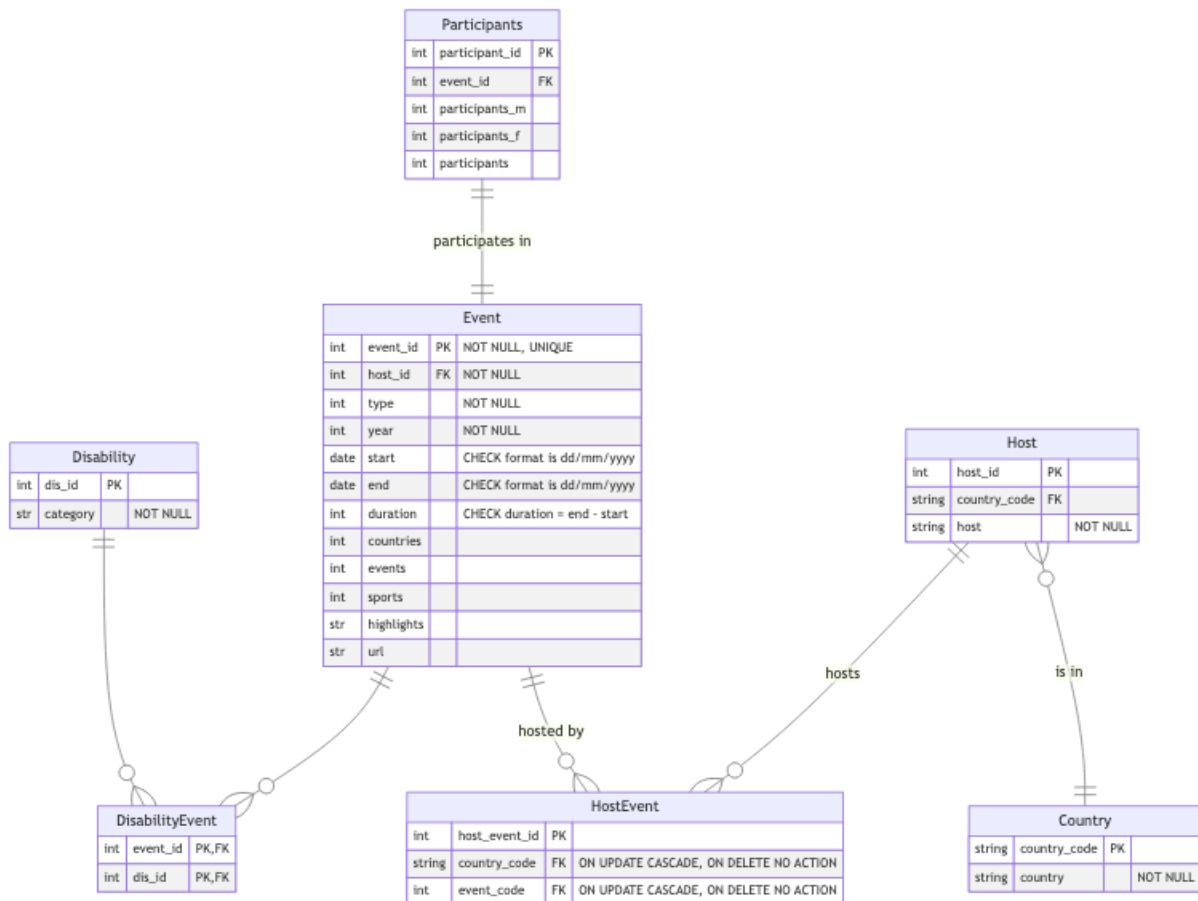 Participants
int participant_id PK
int event_id FK
int participants_m
int participants_f
int participants
participates in
Event
int event_id PK NOT NULL, UNIQUE
int host_id FK NOT NULL
int type NOT NULL
int year NOT NULL
date start CHECK format is dd/mm/yyyy
date end CHECK format is dd/mm/yyyy
int duration CHECK duration = end - start
int countries
int events
int sports
str highlights
str url
Disability
int dis_id PK
str category NOT NULL
Host
int host_id PK
string country_code FK
string host NOT NULL
hosts
is in
hosted by
DisabilityEvent
int event_id PK,FK
int dis_id PK,FK
HostEvent
int host_event_id PK
string country_code FK ON UPDATE CASCADE, ON DELETE NO ACTION
int event_code FK ON UPDATE CASCADE, ON DELETE NO ACTION
Country
string country_code PK
string country NOT NULL